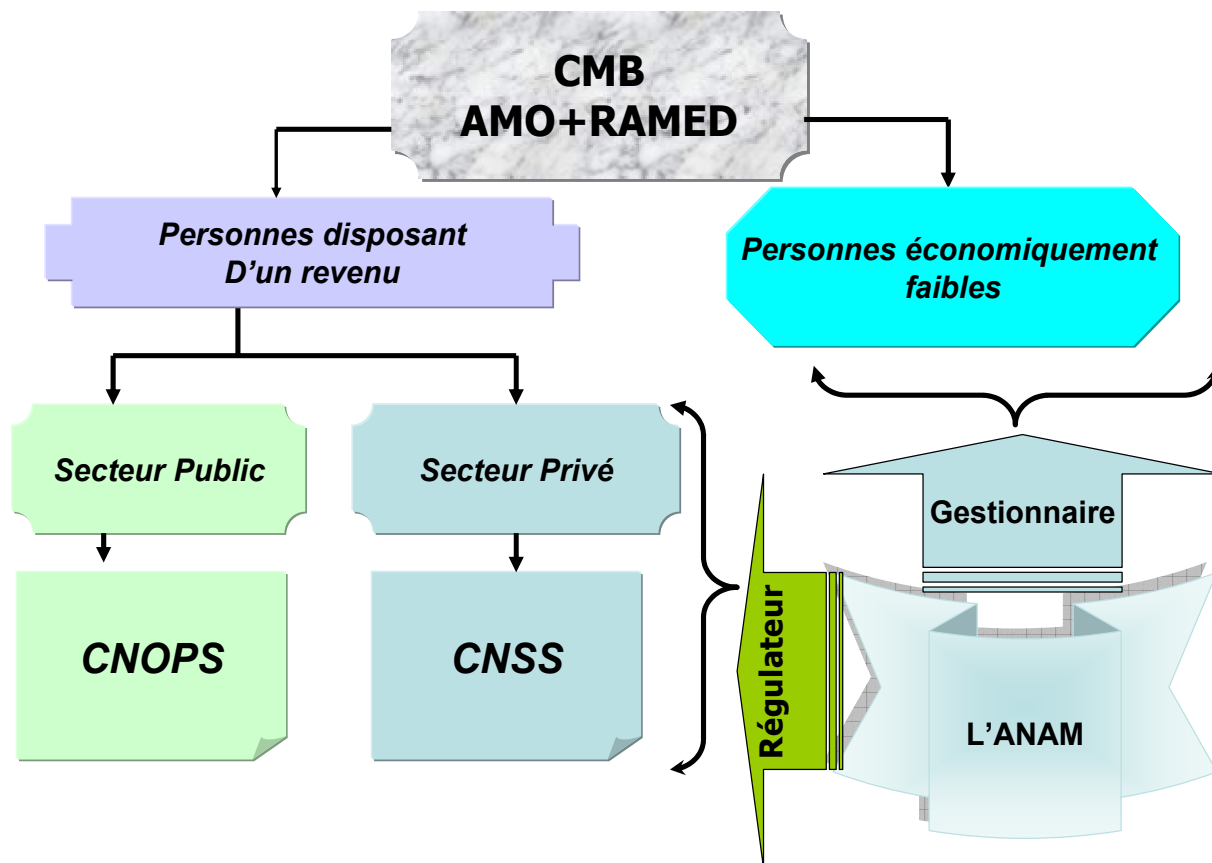 CMB
AMO+RAMED
Personnes disposant
D’un revenu
Personnes économiquement
faibles
Secteur Public
Secteur Privé
Gestionnaire
CNOPS
CNSS
Régulateur
L’ANAM